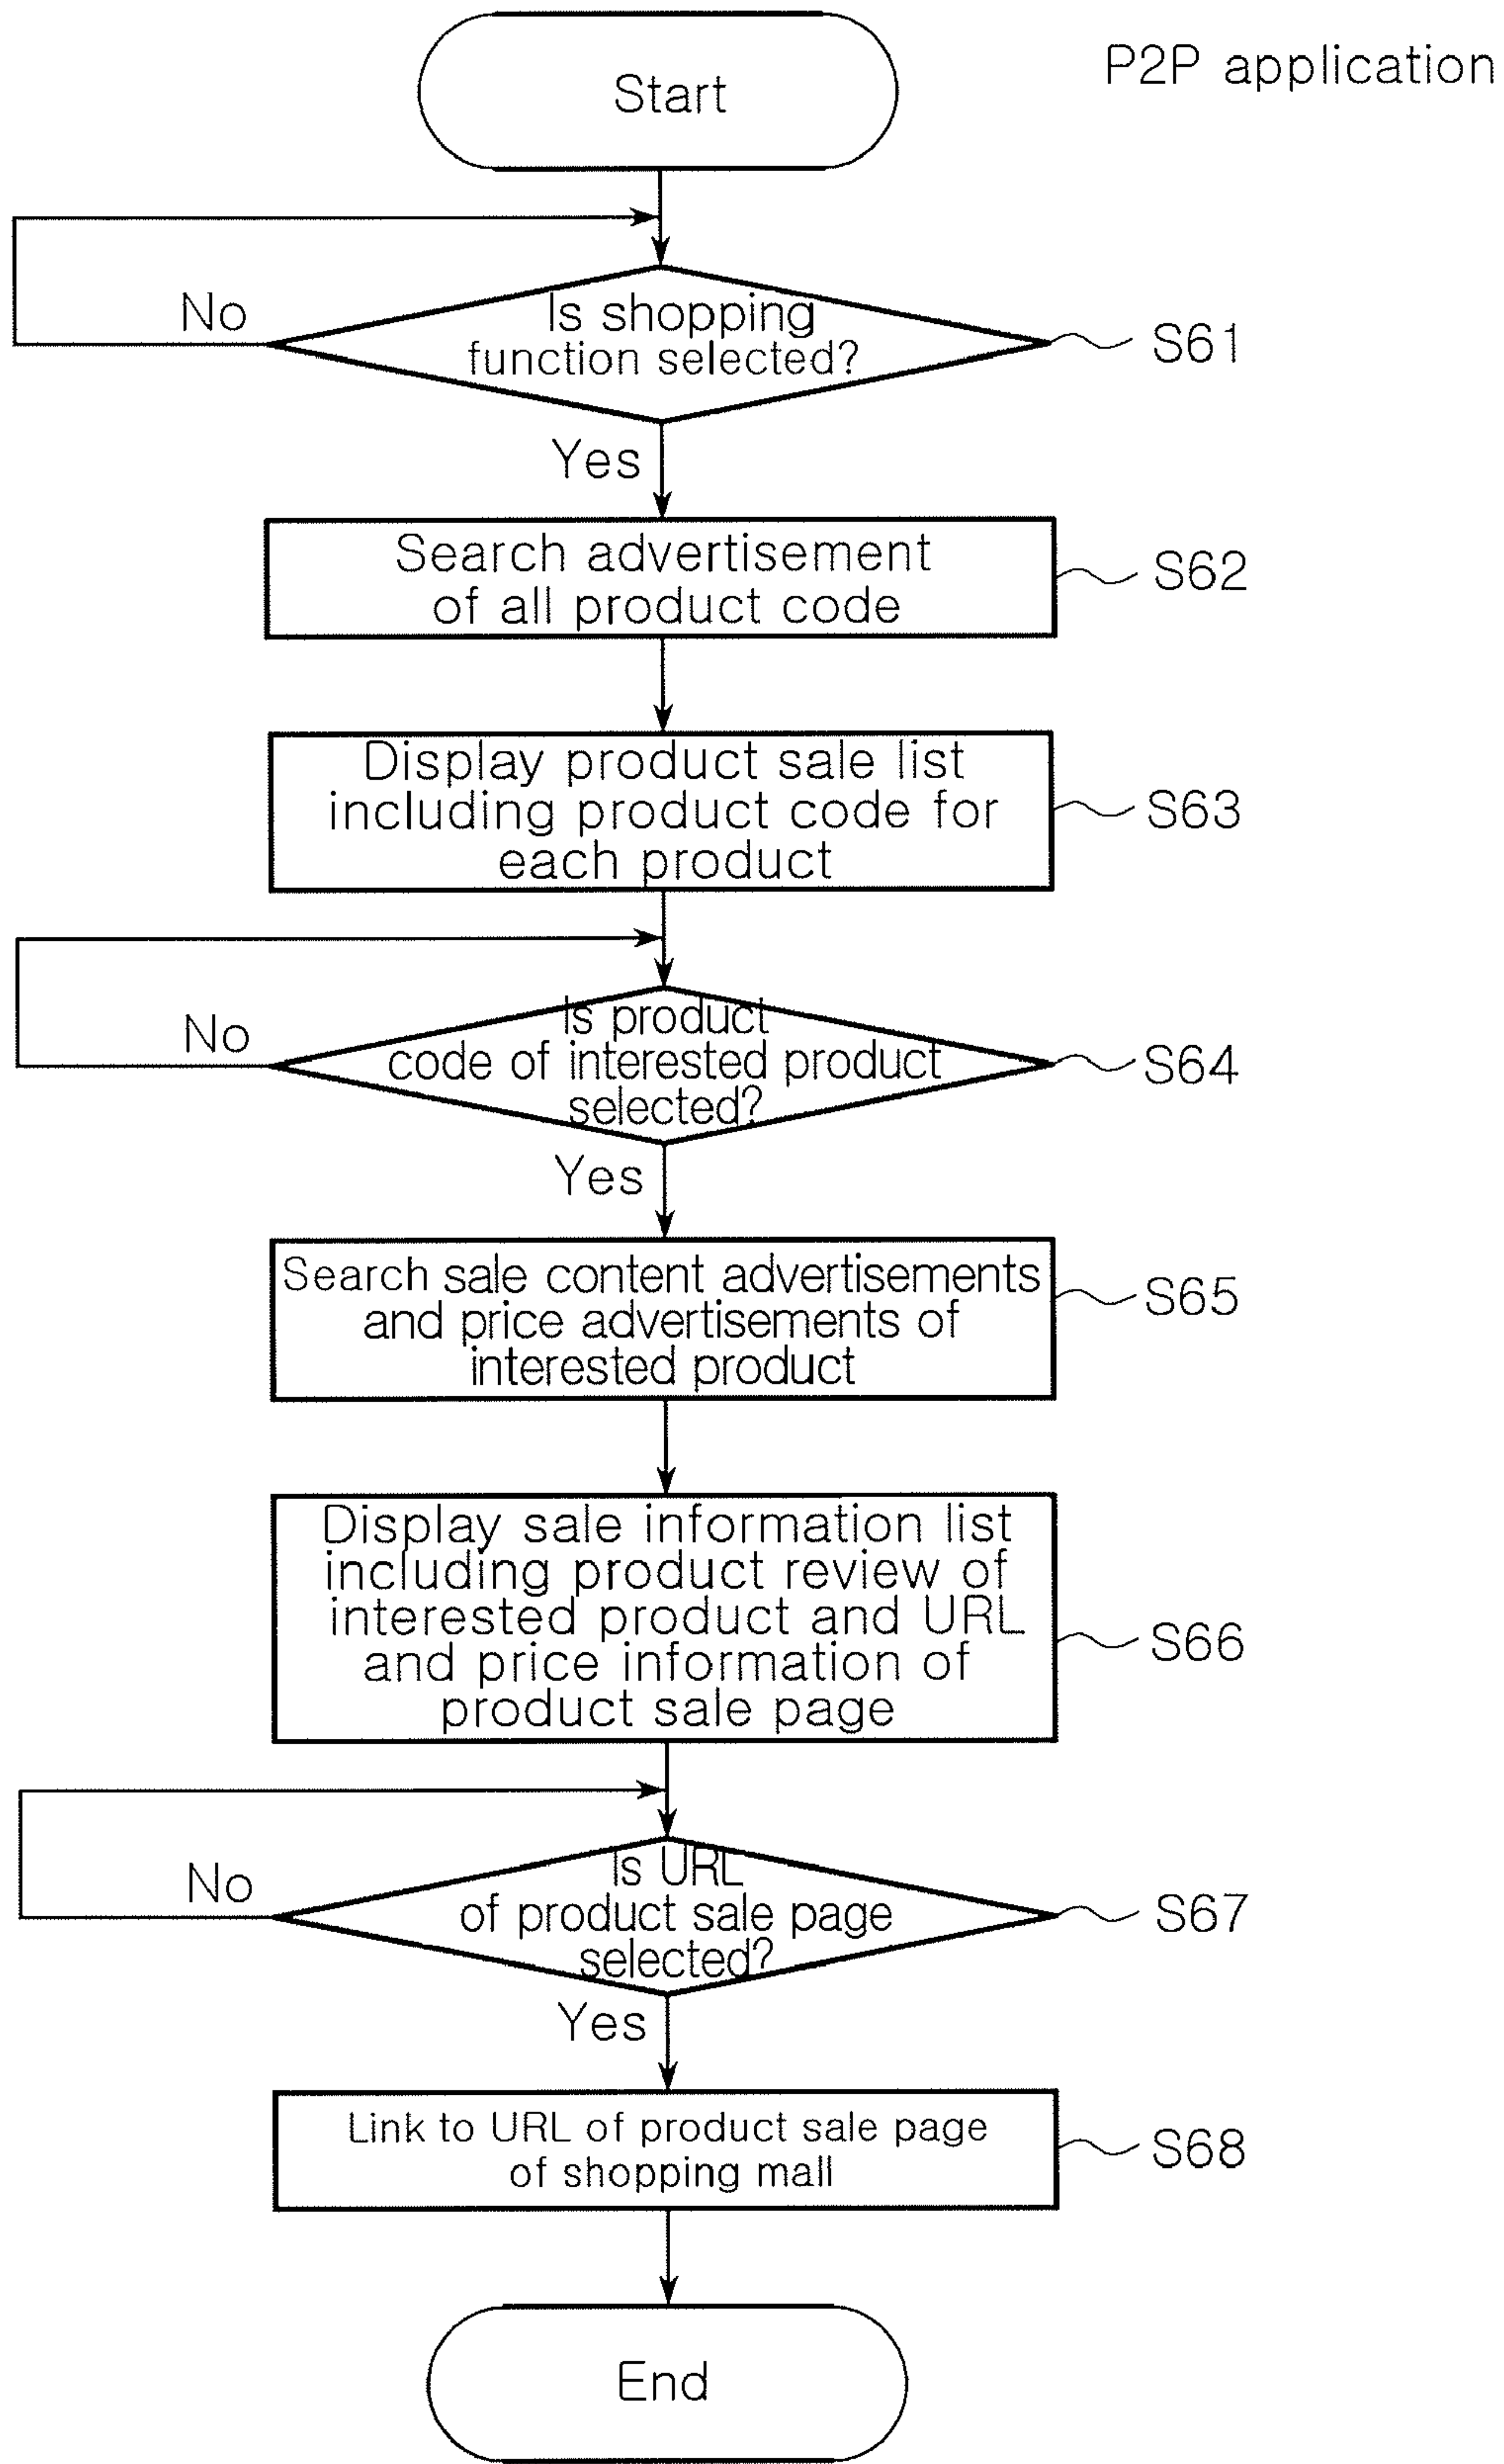 P2P application
Start
No
Is shopping
function selected?
S61
Yes
Search advertisement
of all product code
S62
Display product sale list
including product code for
each product
S63
No
Is product
code of interested product
selected?
S64
Yes
Search sale content advertisements
and price advertisements of
interested product
S65
Display sale information list
including product review of
interested product and URL
and price information of
product sale page
S66
No
Is URL
of product sale page
selected?
S67
Yes
Link to URL of product sale page
of shopping mall
S68
End